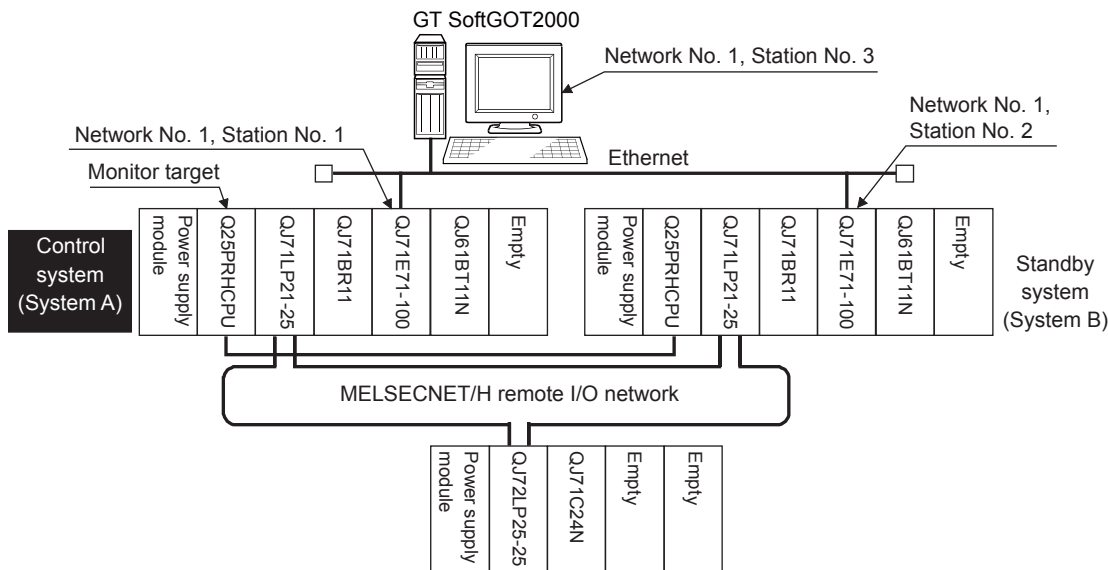 GT SoftGOT2000
Network No. 1, Station No. 3
Network No. 1,
Station No. 2
Network No. 1, Station No. 1
Ethernet
Monitor target
Control
system
(System A)
Power supply
module
Q25PRHCPU
QJ71LP21-25
QJ71BR11
QJ71E71-100
QJ61BT11N
Empty
Power supply
module
Q25PRHCPU
QJ71LP21-25
QJ71BR11
QJ71E71-100
QJ61BT11N
Empty
Standby
system
(System B)
MELSECNET/H remote I/O network
Power supply
module
QJ72LP25-25
QJ71C24N
Empty
Empty